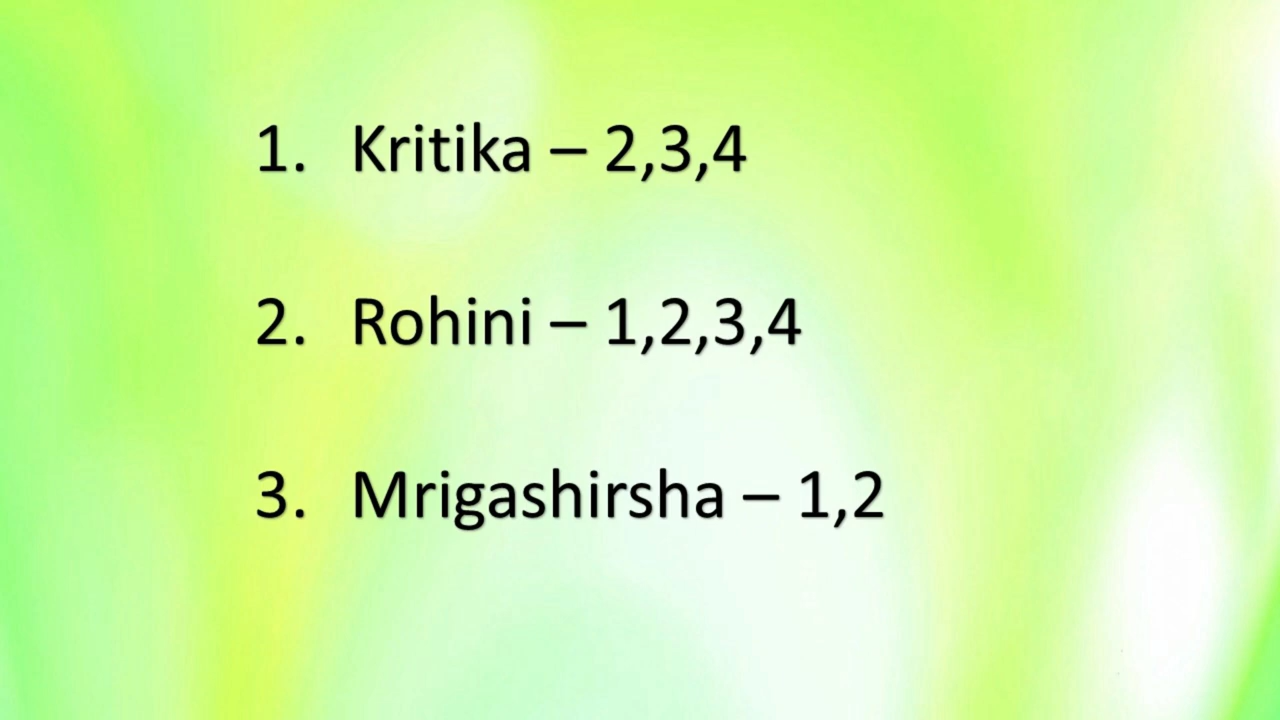 1. Kritika – 2,3,4
2. Rohini – 1,2,3,4
3. Mrigashirsha – 1,2